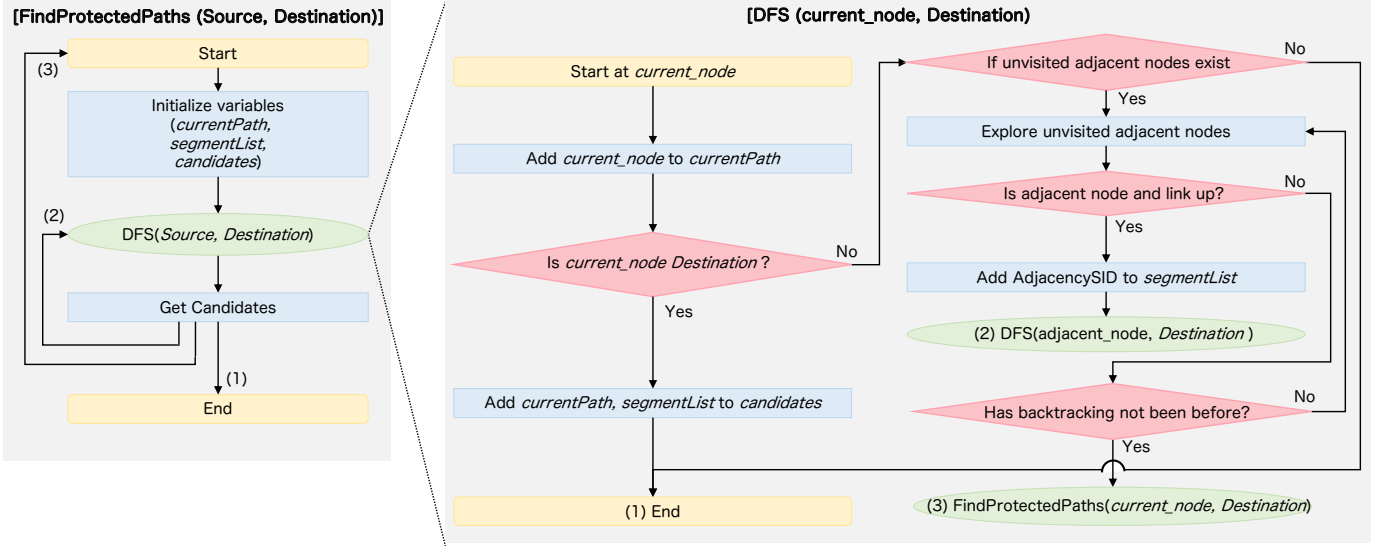 [FindProtectedPaths (Source, Destination)]
Start
(3)
Initialize variables
(currentPath,
segmentList,
candidates)
(2)
DFS(Source, Destination)
Get Candidates
(1)
End
[DFS (current_node, Destination)
Start at current_node
Add current_node to currentPath
Is current_node Destination?
No
Yes
Add currentPath, segmentList to candidates
(1) End
If unvisited adjacent nodes exist
No
Yes
Explore unvisited adjacent nodes
Is adjacent node and link up?
No
Yes
Add AdjacencySID to segmentList
(2) DFS(adjacent_node, Destination )
Has backtracking not been before?
No
Yes
(3) FindProtectedPaths(current_node, Destination)